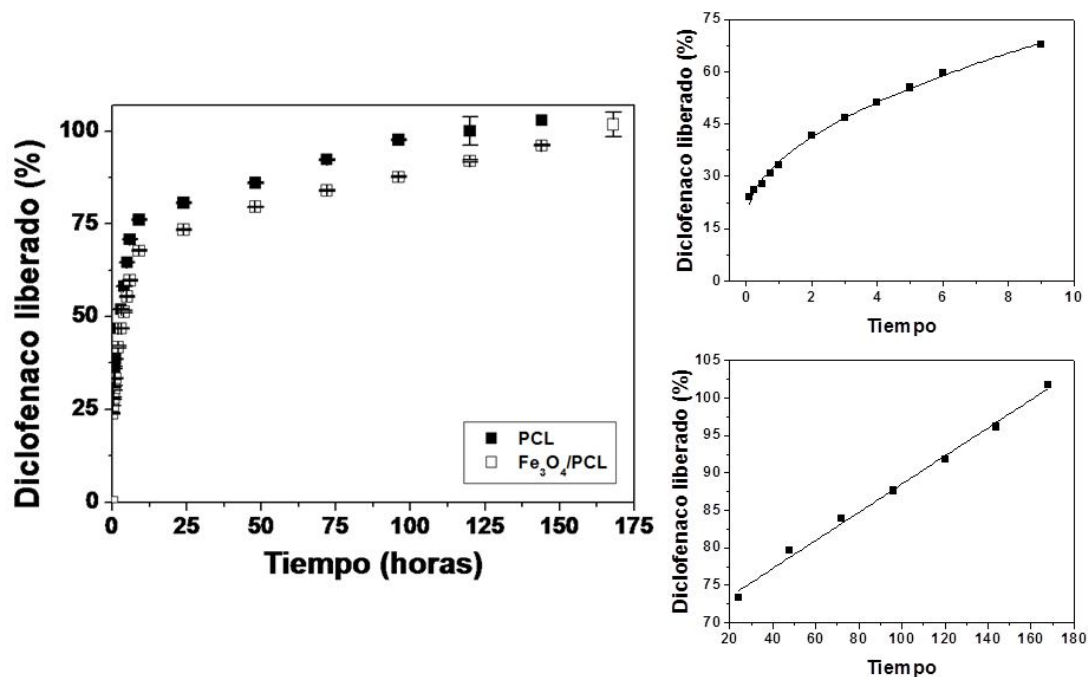 Diclofenaco liberado (%)
100
75
50
25
0
0 25 50 75 100 125 150 175
Tiempo (horas)
PCL
Fe₃O₄/PCL
Diclofenaco liberado (%)
75
60
45
30
15
0
0 2 4 6 8 10
Tiempo
Diclofenaco liberado (%)
105
100
95
90
85
80
75
70
20 40 60 80 100 120 140 160 180
Tiempo